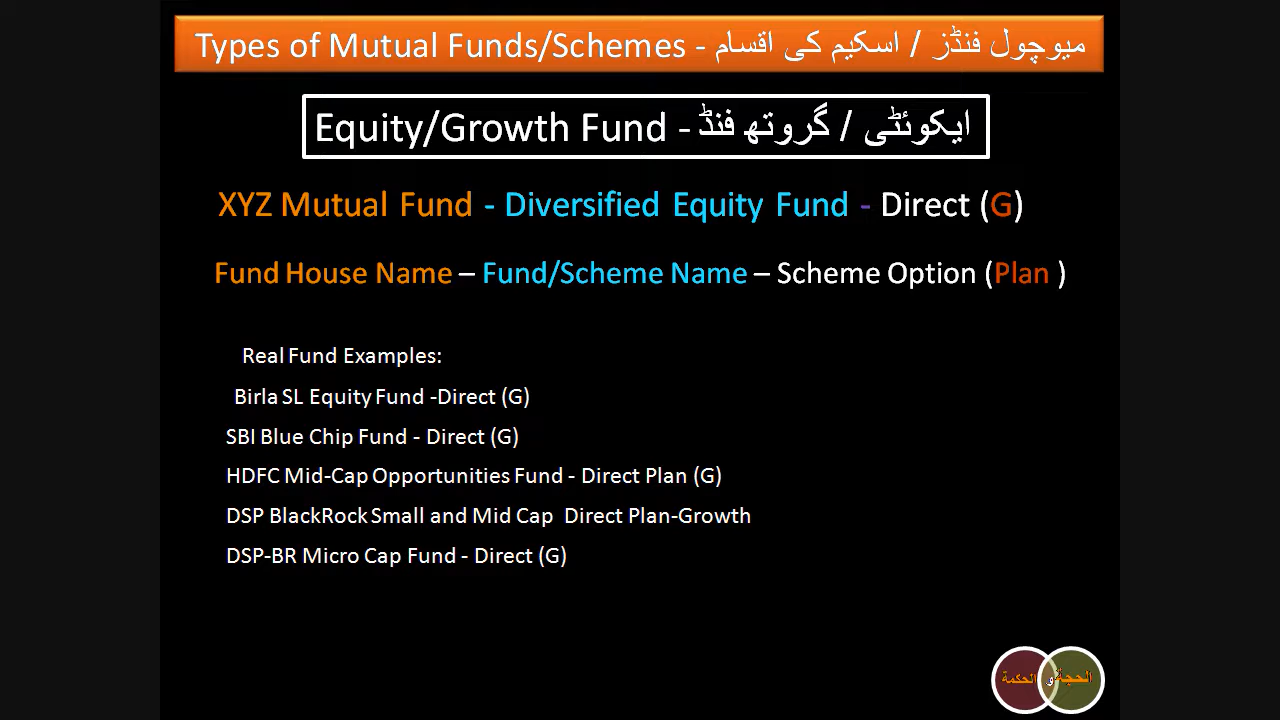 Types of Mutual Funds/Schemes - میوچول فنڈز / اسکیم کی اقسام
Equity/Growth Fund - ایکوئٹی / گروتھ فنڈ
XYZ Mutual Fund - Diversified Equity Fund - Direct (G)
Fund House Name – Fund/Scheme Name – Scheme Option (Plan )
Real Fund Examples:
Birla SL Equity Fund -Direct (G)
SBI Blue Chip Fund - Direct (G)
HDFC Mid-Cap Opportunities Fund - Direct Plan (G)
DSP BlackRock Small and Mid Cap Direct Plan-Growth
DSP-BR Micro Cap Fund - Direct (G)
الحجة و الحكمة